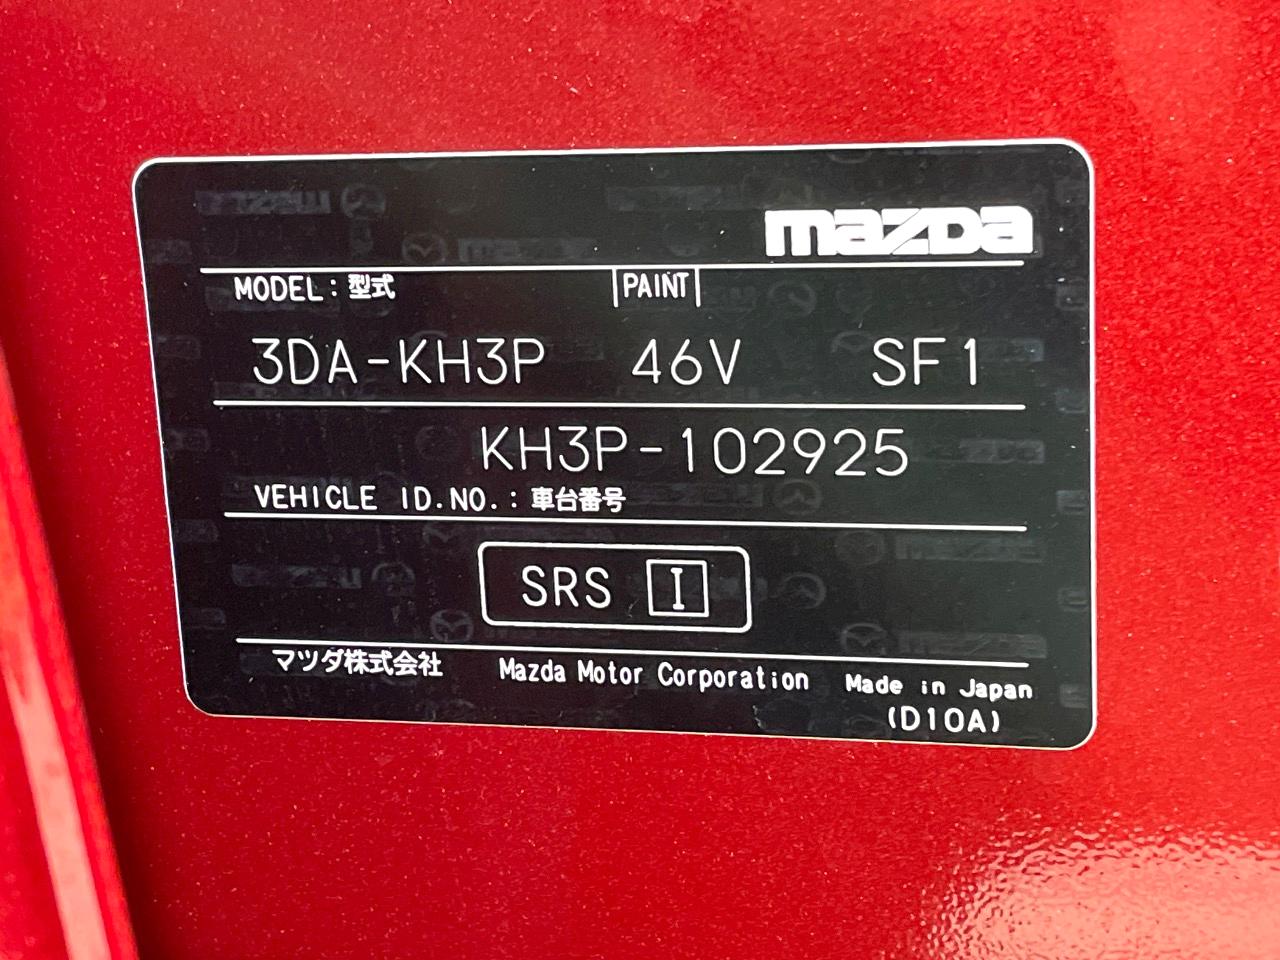 mazda
MODEL : 型式 PAINT
3DA-KH3P 46V SF1
KH3P-102925
VEHICLE ID.NO. : 車台番号
SRS I
マツダ株式会社 Mazda Motor Corporation Made in Japan
(D10A)